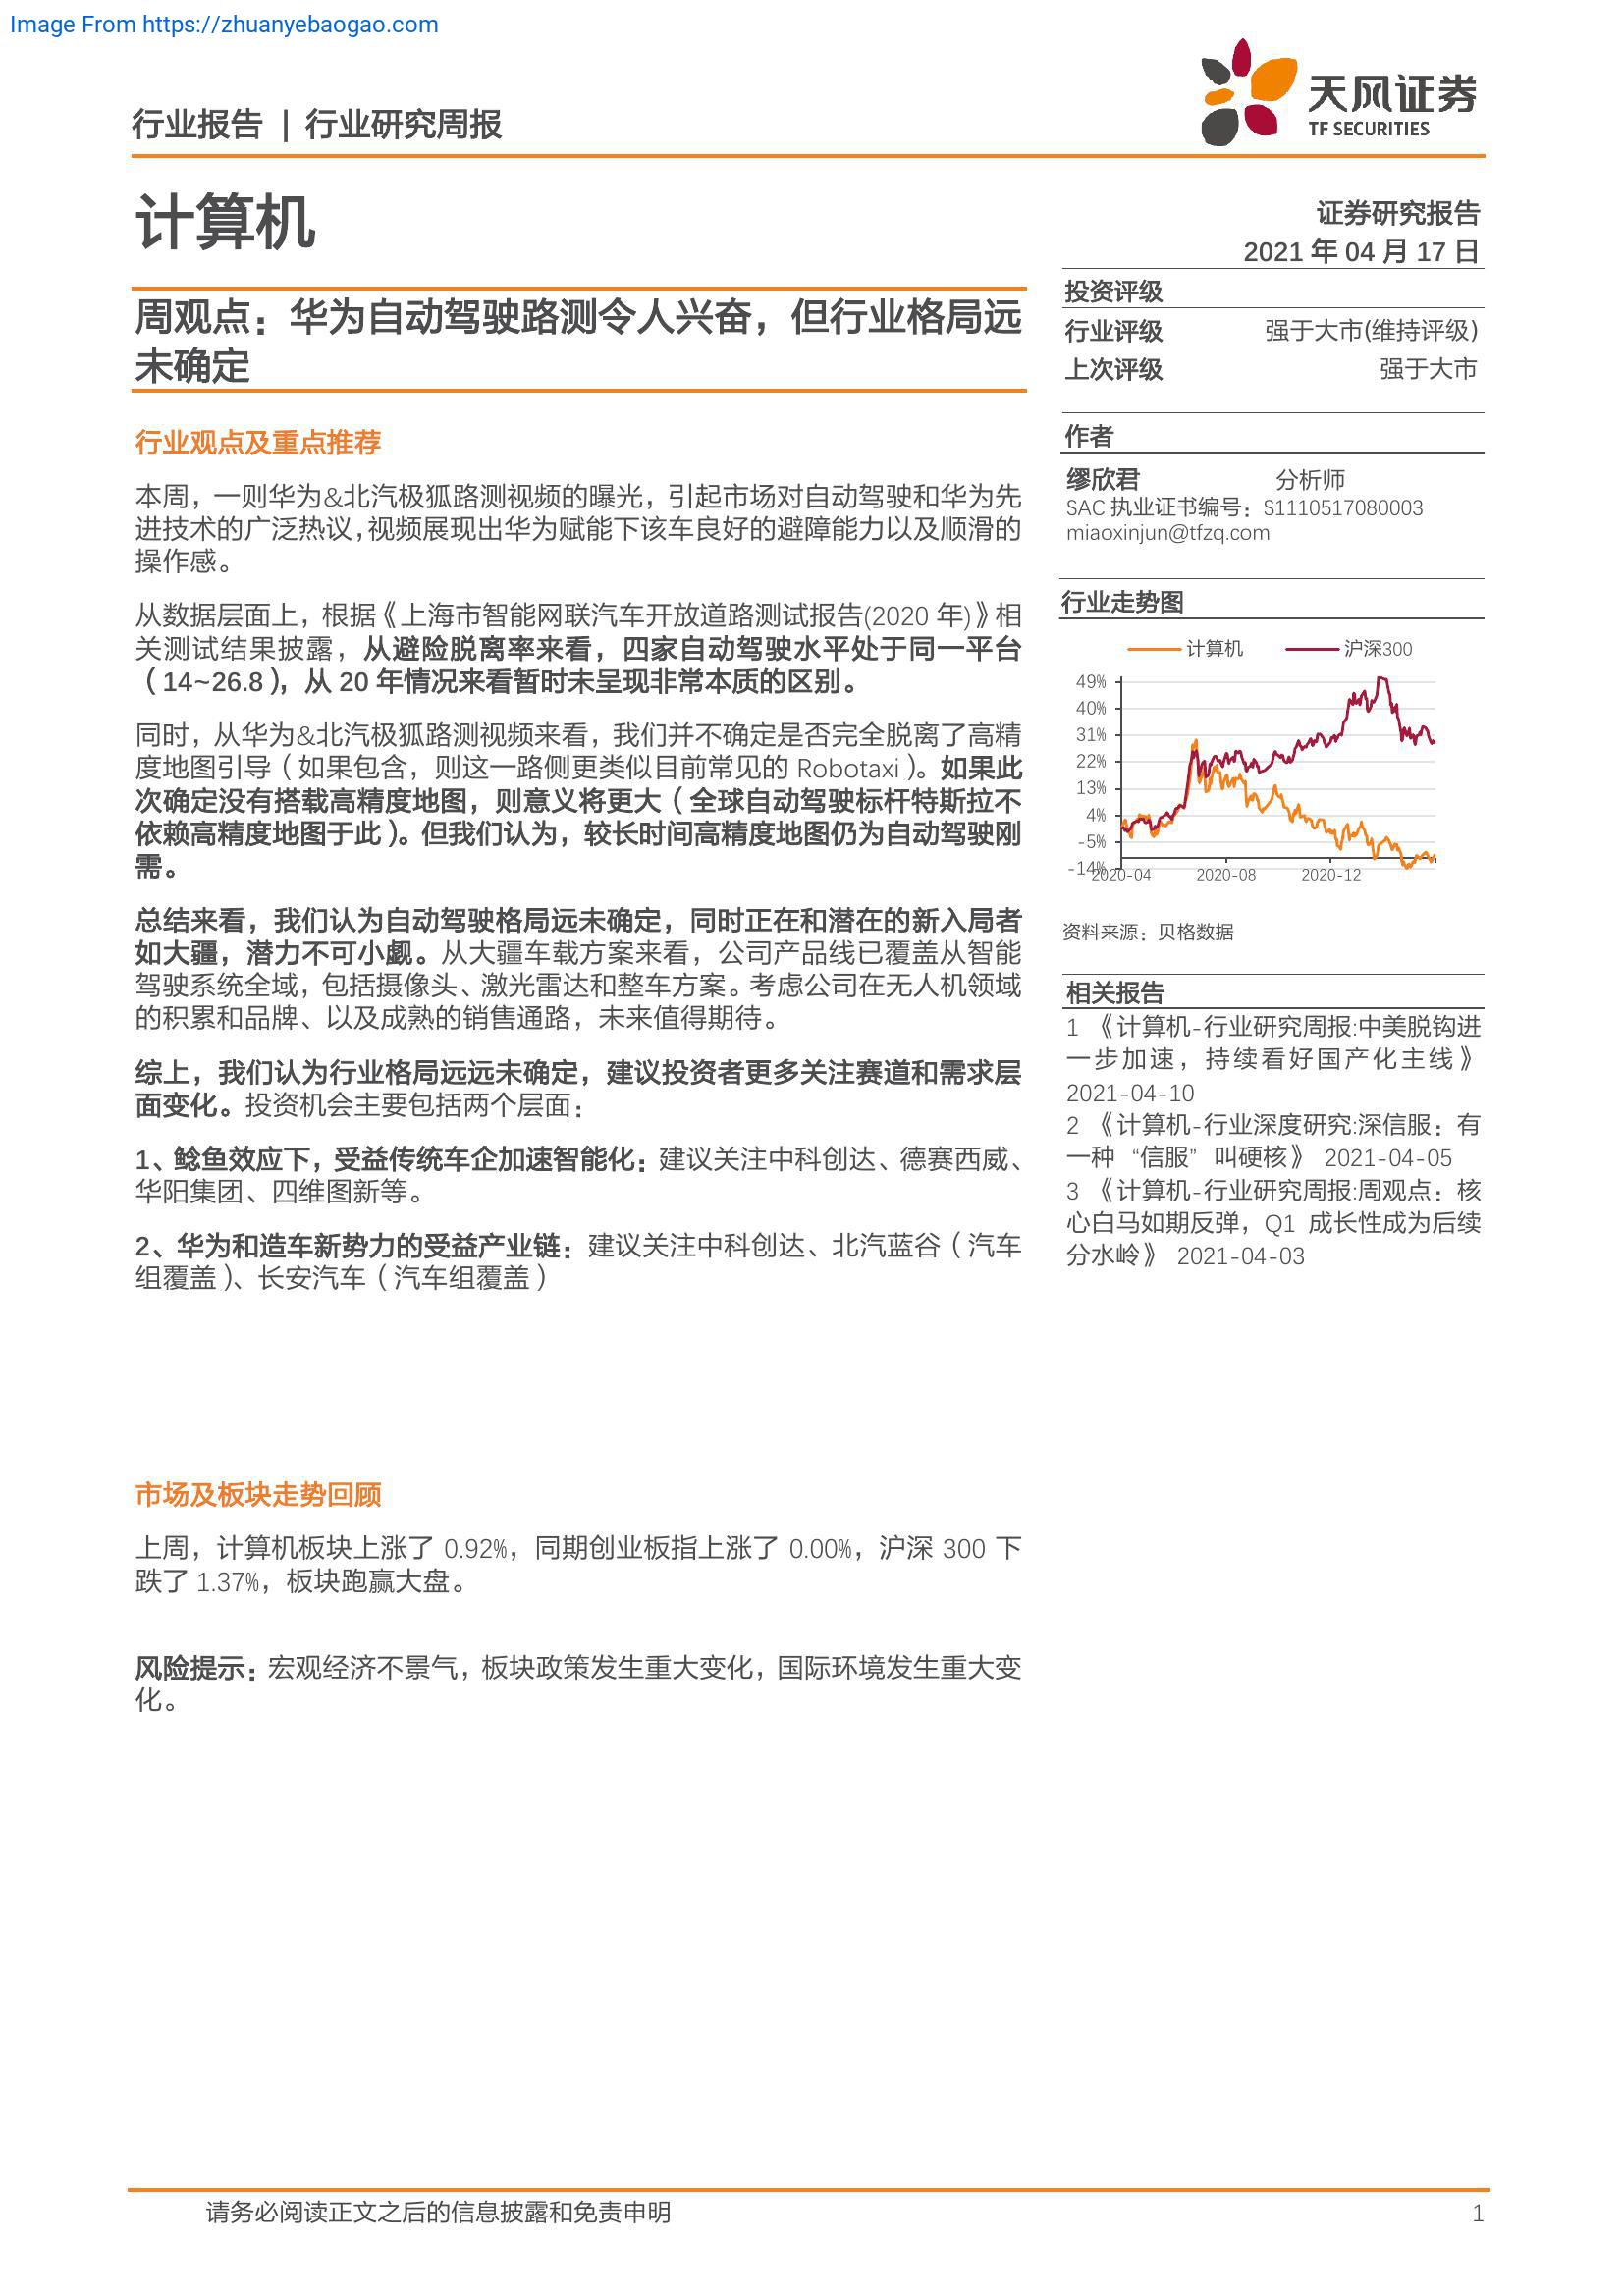 Image From https://zhuanyebaogao.com
行业报告 | 行业研究周报
天风证券
TF SECURITIES
计算机
证券研究报告
2021 年 04 月 17 日
周观点：华为自动驾驶路测令人兴奋，但行业格局远
未确定
投资评级
行业评级 强于大市(维持评级)
上次评级 强于大市
行业观点及重点推荐
本周，一则华为&北汽极狐路测视频的曝光，引起市场对自动驾驶和华为先
进技术的广泛热议，视频展现出华为赋能下该车良好的避障能力以及顺滑的
操作感。
从数据层面上，根据《上海市智能网联汽车开放道路测试报告(2020 年)》相
关测试结果披露，从避险脱离率来看，四家自动驾驶水平处于同一平台
（14~26.8），从 20 年情况来看暂时未呈现非常本质的区别。
同时，从华为&北汽极狐路测视频来看，我们并不确定是否完全脱离了高精
度地图引导（如果包含，则这一路侧更类似目前常见的 Robotaxi）。如果此
次确定没有搭载高精度地图，则意义将更大（全球自动驾驶标杆特斯拉不
依赖高精度地图于此）。但我们认为，较长时间高精度地图仍为自动驾驶刚
需。
总结来看，我们认为自动驾驶格局远未确定，同时正在和潜在的新入局者
如大疆，潜力不可小觑。从大疆车载方案来看，公司产品线已覆盖从智能
驾驶系统全域，包括摄像头、激光雷达和整车方案。考虑公司在无人机领域
的积累和品牌、以及成熟的销售通路，未来值得期待。
综上，我们认为行业格局远远未确定，建议投资者更多关注赛道和需求层
面变化。投资机会主要包括两个层面：
1、鲶鱼效应下，受益传统车企加速智能化：建议关注中科创达、德赛西威、
华阳集团、四维图新等。
2、华为和造车新势力的受益产业链：建议关注中科创达、北汽蓝谷（汽车
组覆盖）、长安汽车（汽车组覆盖）
市场及板块走势回顾
上周，计算机板块上涨了 0.92%，同期创业板指上涨了 0.00%，沪深 300 下
跌了 1.37%，板块跑赢大盘。
风险提示：宏观经济不景气，板块政策发生重大变化，国际环境发生重大变
化。
作者
缪欣君 分析师
SAC 执业证书编号：S1110517080003
miaoxinjun@tfzq.com
行业走势图
计算机 沪深300
49%
40%
31%
22%
13%
4%
-5%
-14%
2020-04 2020-08 2020-12
资料来源：贝格数据
相关报告
1 《计算机-行业研究周报:中美脱钩进
一步加速，持续看好国产化主线》
2021-04-10
2 《计算机-行业深度研究:深信服：有
一种 “信服” 叫硬核》 2021-04-05
3 《计算机-行业研究周报:周观点：核
心白马如期反弹，Q1 成长性成为后续
分水岭》 2021-04-03
请务必阅读正文之后的信息披露和免责申明 1